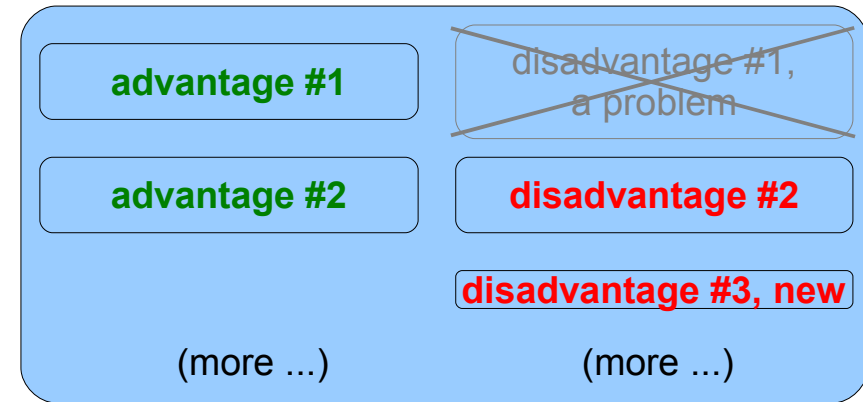 advantage #1
disadvantage #1,
a problem
advantage #2
disadvantage #2
disadvantage #3, new
(more ...)
(more ...)